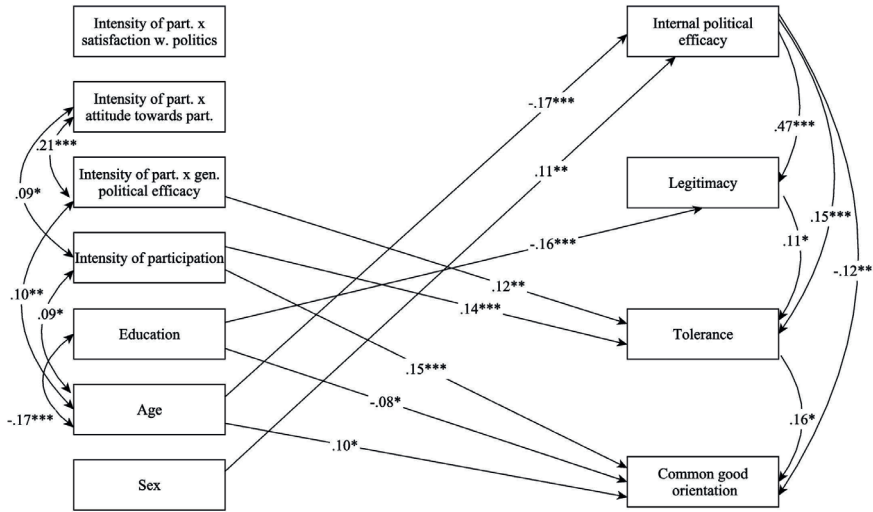 Intensity of part. x
satisfaction w. politics
Intensity of part. x
attitude towards part.
Intensity of part. x gen.
political efficacy
Intensity of participation
Education
Age
Sex
Internal political
efficacy
Legitimacy
Tolerance
Common good
orientation
.21***
.09*
.10**
.09*
-.17***
-.17***
.11**
-.16***
.12**
.14***
.15***
-.08*
.10*
.47***
.15***
.11*
-.12**
.16*